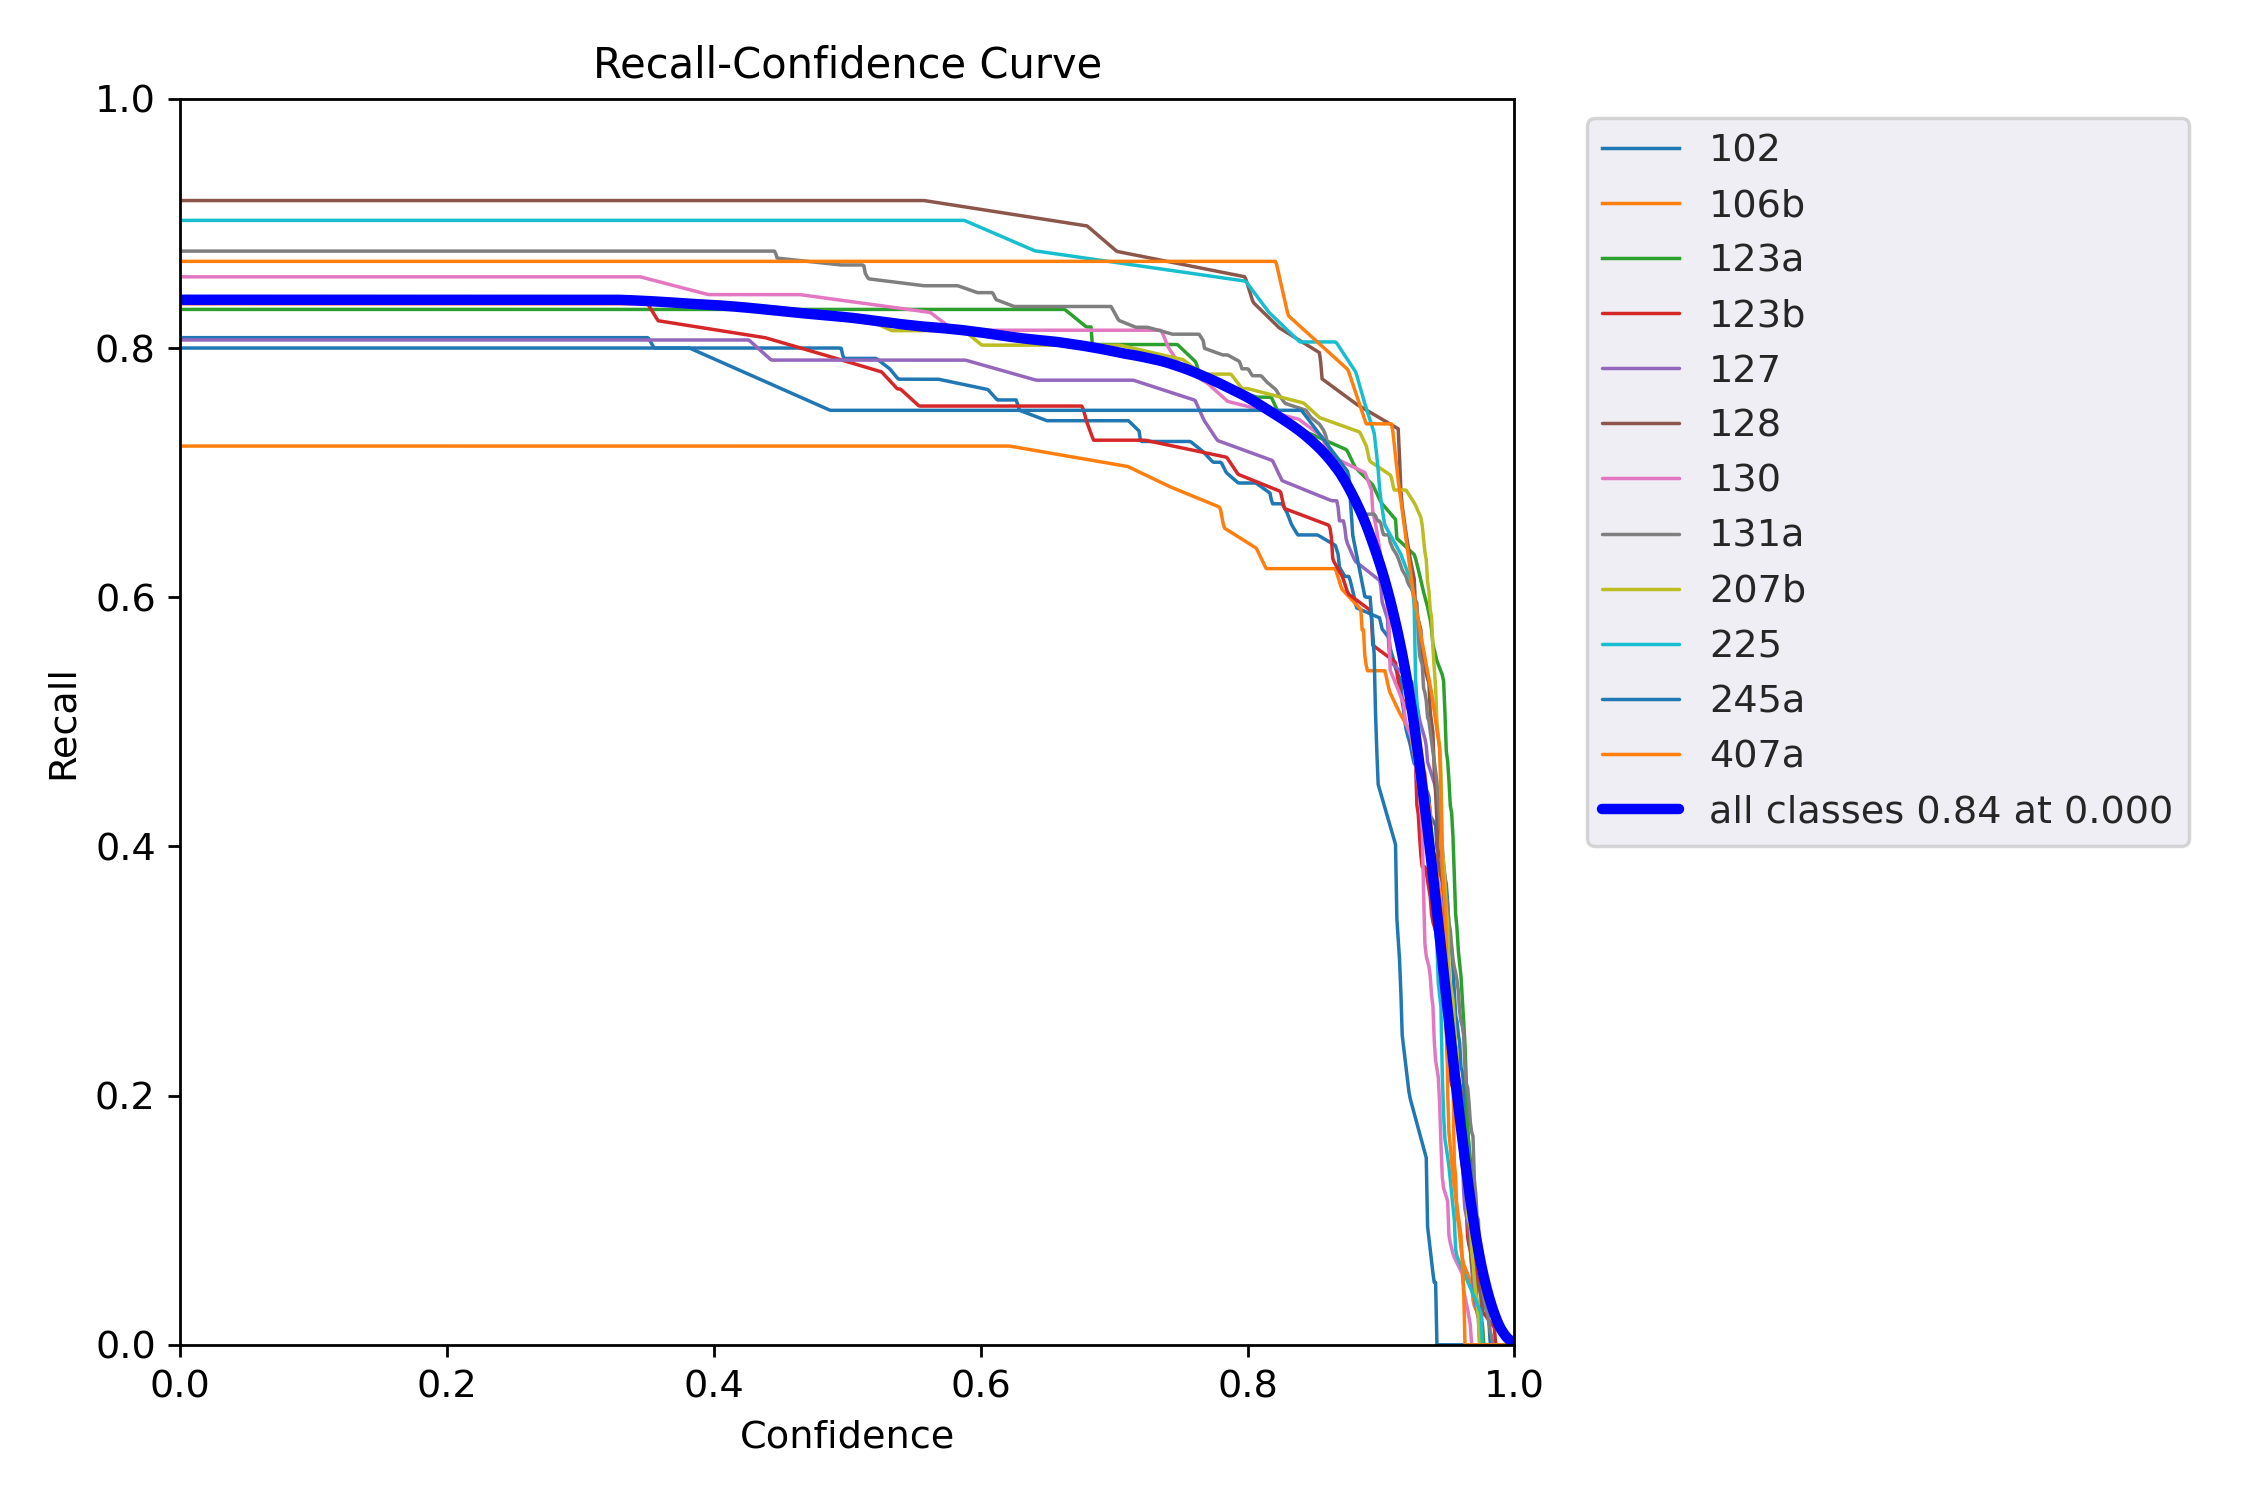 Recall-Confidence Curve
1.0
0.8
0.6
0.4
0.2
0.0
Recall
0.0 0.2 0.4 0.6 0.8 1.0
Confidence
102
106b
123a
123b
127
128
130
131a
207b
225
245a
407a
all classes 0.84 at 0.000